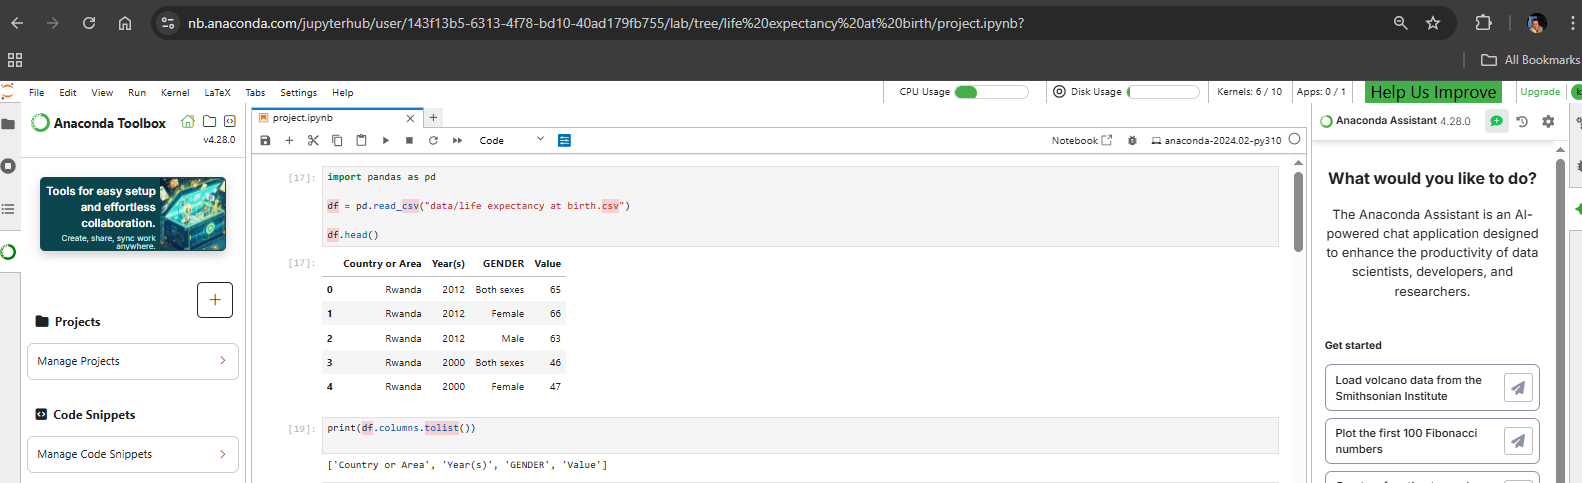 nb.anaconda.com/jupyterhub/user/143f13b5-6313-4f78-bd10-40ad179fb755/lab/tree/life%20expectancy%20at%20birth/project.ipynb?
All Bookmarks
File Edit View Run Kernel LaTeX Tabs Settings Help
CPU Usage Disk Usage Kernels: 6 / 10 Apps: 0 / 1 Help Us Improve Upgrade
Anaconda Toolbox
v4.28.0
Tools for easy setup
and effortless
collaboration.
Create, share, sync work
anywhere.
+
Projects
Manage Projects
Code Snippets
Manage Code Snippets
project.ipynb
Code
Notebook
anaconda-2024.02-py310
[17]:
import pandas as pd
df = pd.read_csv("data/life expectancy at birth.csv")
df.head()
[17]:
Country or Area Year(s) GENDER Value
0 Rwanda 2012 Both sexes 65
1 Rwanda 2012 Female 66
2 Rwanda 2012 Male 63
3 Rwanda 2000 Both sexes 46
4 Rwanda 2000 Female 47
[19]:
print(df.columns.tolist())
['Country or Area', 'Year(s)', 'GENDER', 'Value']
Anaconda Assistant 4.28.0
What would you like to do?
The Anaconda Assistant is an AI-
powered chat application designed
to enhance the productivity of data
scientists, developers, and
researchers.
Get started
Load volcano data from the
Smithsonian Institute
Plot the first 100 Fibonacci
numbers